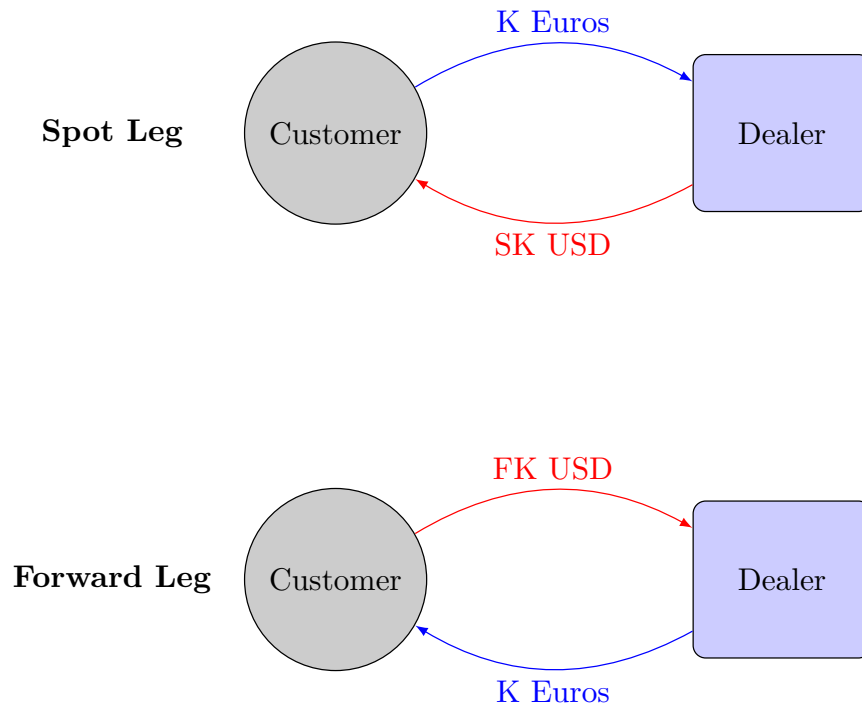 K Euros
Spot Leg
Customer
Dealer
SK USD
FK USD
Forward Leg
Customer
Dealer
K Euros